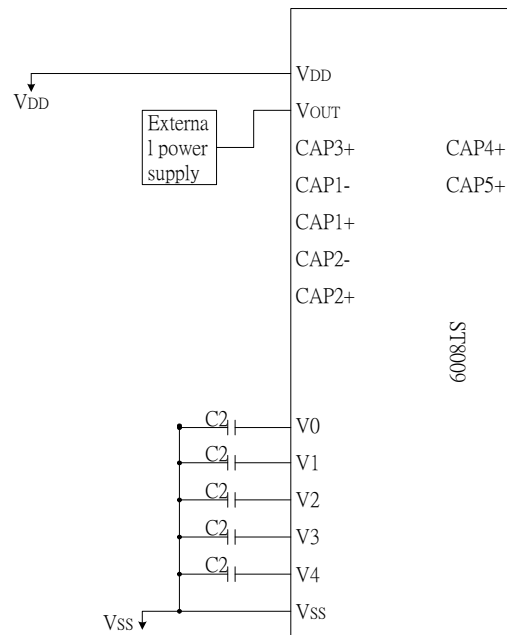 VDD
VDD
VOUT
Externa
l power
supply
CAP3+ CAP4+
CAP1- CAP5+
CAP1+
CAP2-
CAP2+
ST8009
C2 V0
C2 V1
C2 V2
C2 V3
C2 V4
VSS VSS